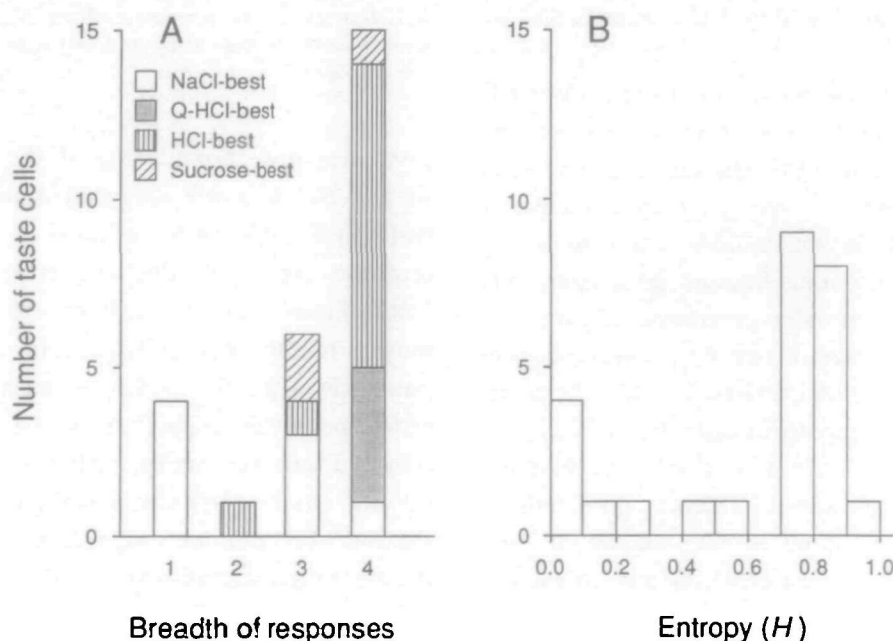 A
B
15
10
5
0
Number of taste cells
NaCl-best
Q-HCl-best
HCl-best
Sucrose-best
1 2 3 4
Breadth of responses
15
10
5
0
0.0 0.2 0.4 0.6 0.8 1.0
Entropy (H)